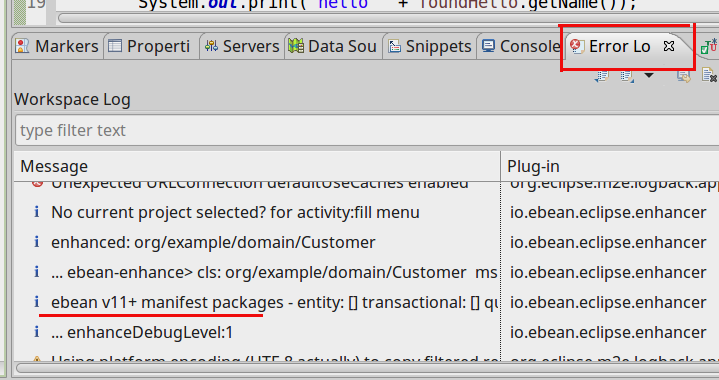 19 System.out.print("hello " + foundHello.getName());
Markers Properti Servers Data Sou Snippets Console Error Lo Ju
Workspace Log
type filter text
Message Plug-in
Unexpected URLConnection defaultUseCaches enabled org.eclipse.m2e.logback.app
No current project selected? for activity:fill menu io.ebean.eclipse.enhancer
enhanced: org/example/domain/Customer io.ebean.eclipse.enhancer
... ebean-enhance> cls: org/example/domain/Customer ms io.ebean.eclipse.enhancer
ebean v11+ manifest packages - entity: [] transactional: [] qu io.ebean.eclipse.enhancer
... enhanceDebugLevel:1 io.ebean.eclipse.enhancer
Using platform encoding (UTF-8 actually) to copy filtered re org.eclipse.m2e.logback.app